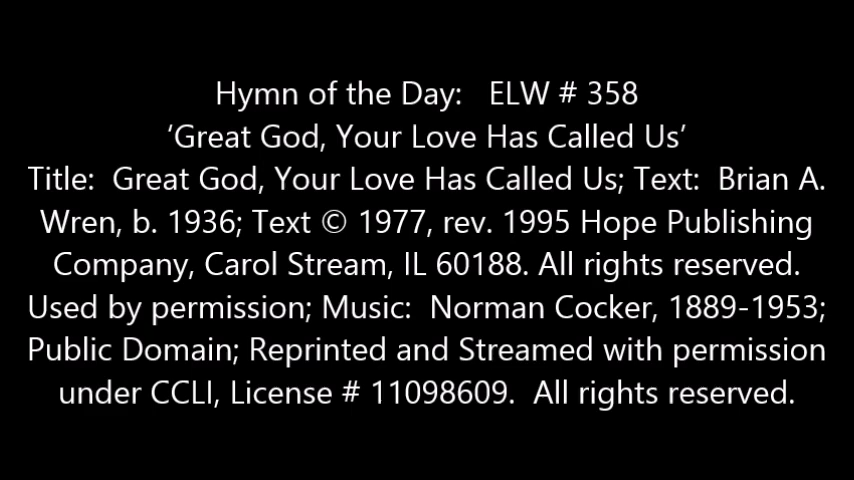 Hymn of the Day:   ELW # 358
‘Great God, Your Love Has Called Us’
Title:  Great God, Your Love Has Called Us; Text:  Brian A.
Wren, b. 1936; Text © 1977, rev. 1995 Hope Publishing
Company, Carol Stream, IL 60188. All rights reserved.
Used by permission; Music:  Norman Cocker, 1889-1953;
Public Domain; Reprinted and Streamed with permission
under CCLI, License # 11098609.  All rights reserved.